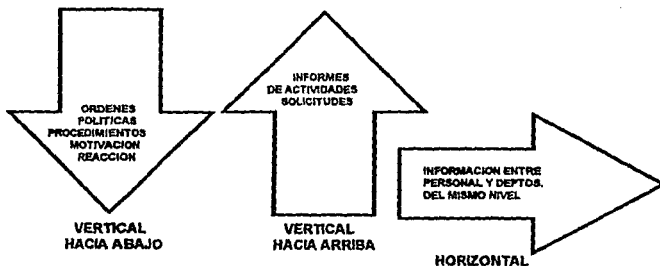 ORDENES
POLITICAS
PROCEDIMIENTOS
MOTIVACION
REACCION
VERTICAL
HACIA ABAJO
INFORMES
DE ACTIVIDADES
SOLICITUDES
VERTICAL
HACIA ARRIBA
INFORMACION ENTRE
PERSONAL Y DEPTOS.
DEL MISMO NIVEL
HORIZONTAL